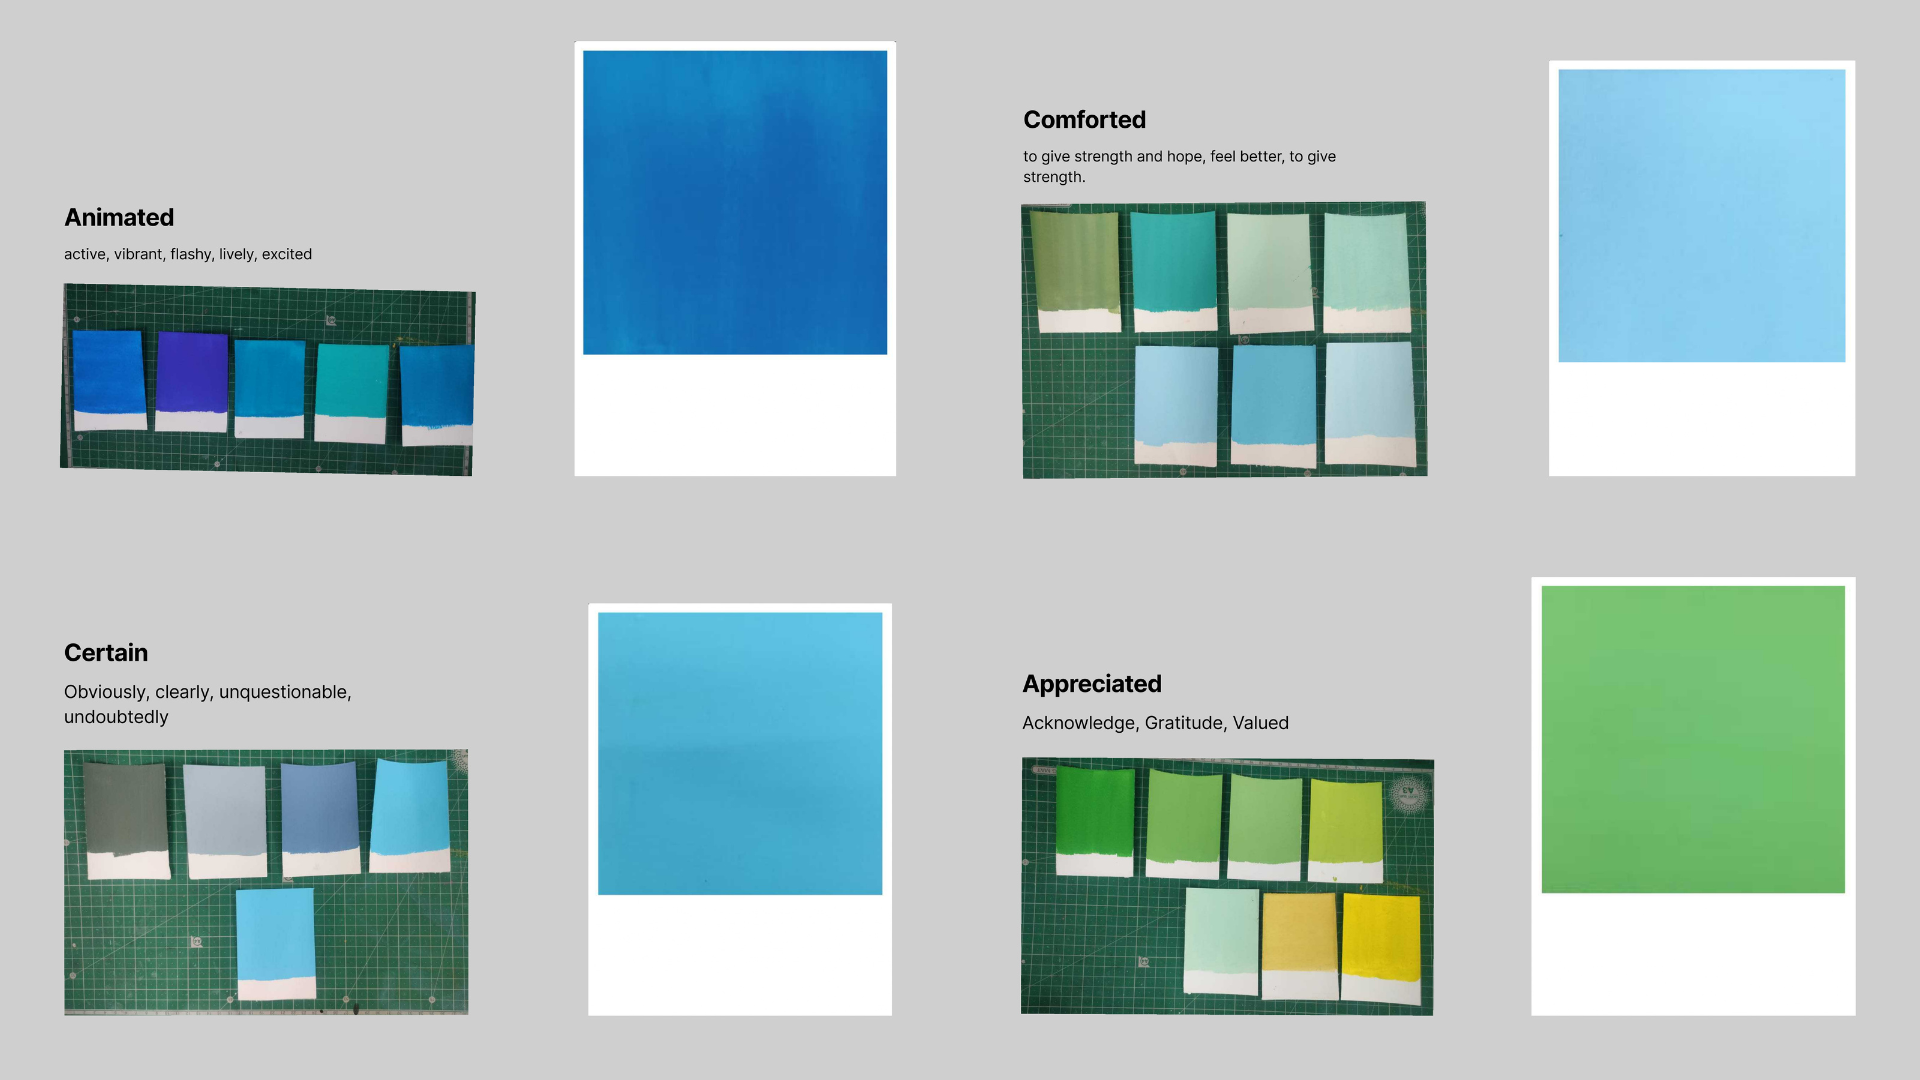 Animated
active, vibrant, flashy, lively, excited
Comforted
to give strength and hope, feel better, to give
strength.
Certain
Obviously, clearly, unquestionable,
undoubtedly
Appreciated
Acknowledge, Gratitude, Valued
A3